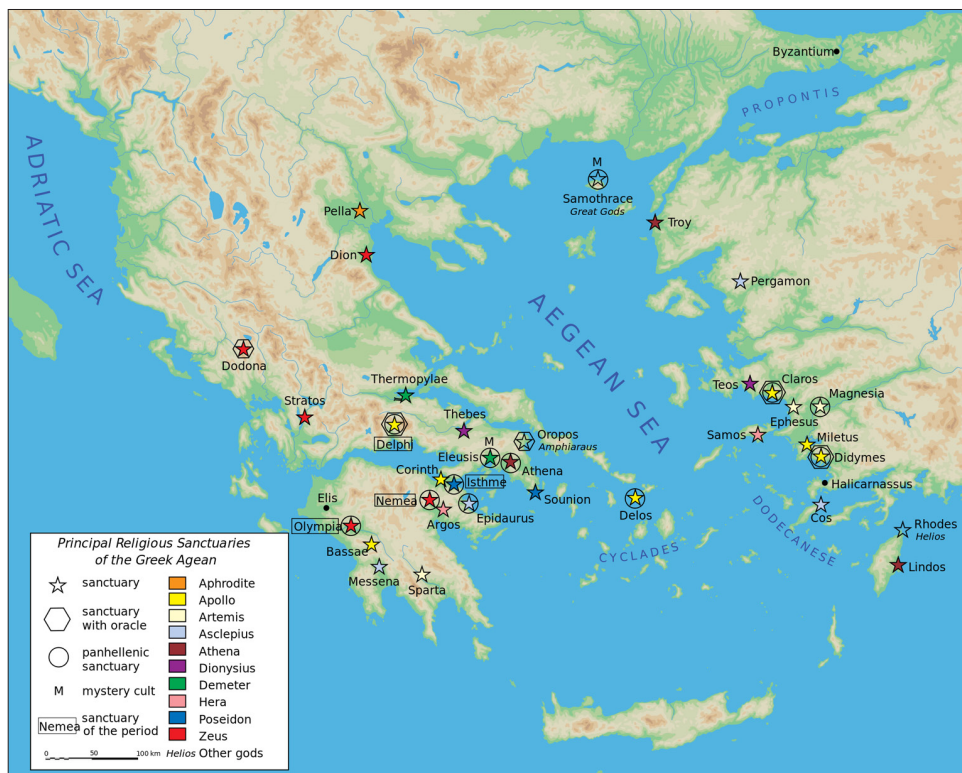 Byzantium
PROPONTIS
ADRIATIC SEA
M
Samothrace
Great Gods
Pella
Troy
Dion
Pergamon
AEGEAN SEA
Dodona
Thermopylae
Teos
Claros
Magnesia
Stratos
Thebes
Ephesus
Delphi
M
Oropos
Amphiaraus
Samos
Miletus
Eleusis
Didymes
Athena
Corinth
Isthme
Halicarnassus
Elis
Nemea
Sounion
Epidaurus
Delos
Cos
Olympia
Argos
DODECANESE
Rhodes
Helios
Bassae
CYCLADES
Lindos
Messena
Sparta
Principal Religious Sanctuaries
of the Greek Agean
sanctuary
sanctuary
with oracle
panhellenic
sanctuary
M mystery cult
Nemea sanctuary
of the period
0 50 100 km
Aphrodite
Apollo
Artemis
Asclepius
Athena
Dionysius
Demeter
Hera
Poseidon
Zeus
Helios Other gods